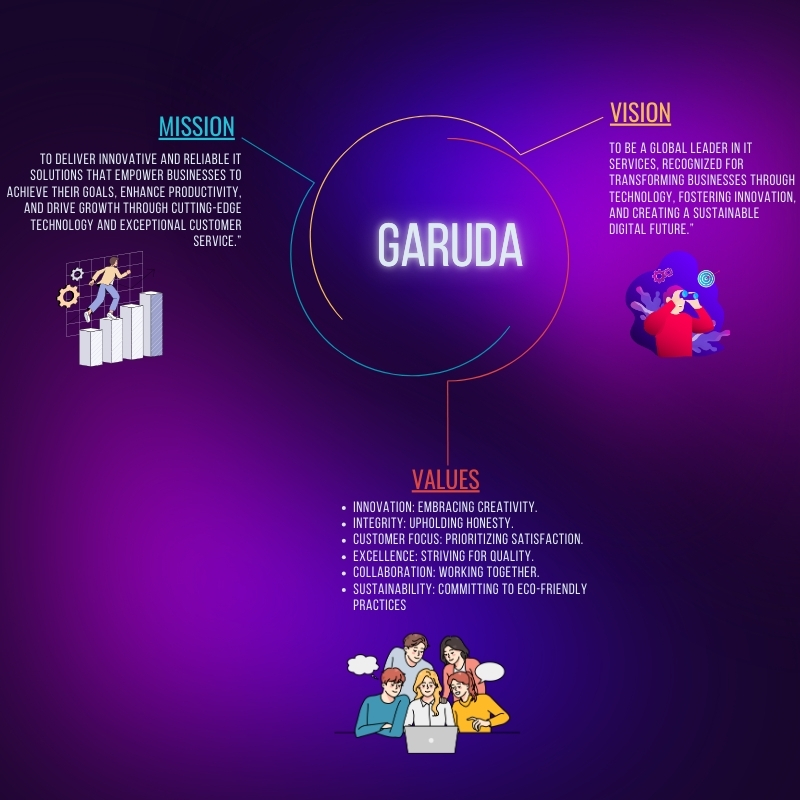 MISSION
TO DELIVER INNOVATIVE AND RELIABLE IT
SOLUTIONS THAT EMPOWER BUSINESSES TO
ACHIEVE THEIR GOALS, ENHANCE PRODUCTIVITY,
AND DRIVE GROWTH THROUGH CUTTING-EDGE
TECHNOLOGY AND EXCEPTIONAL CUSTOMER
SERVICE."
VISION
TO BE A GLOBAL LEADER IN IT
SERVICES, RECOGNIZED FOR
TRANSFORMING BUSINESSES THROUGH
TECHNOLOGY, FOSTERING INNOVATION,
AND CREATING A SUSTAINABLE
DIGITAL FUTURE."
GARUDA
VALUES
• INNOVATION: EMBRACING CREATIVITY.
• INTEGRITY: UPHOLDING HONESTY.
• CUSTOMER FOCUS: PRIORITIZING SATISFACTION.
• EXCELLENCE: STRIVING FOR QUALITY.
• COLLABORATION: WORKING TOGETHER.
• SUSTAINABILITY: COMMITTING TO ECO-FRIENDLY
PRACTICES